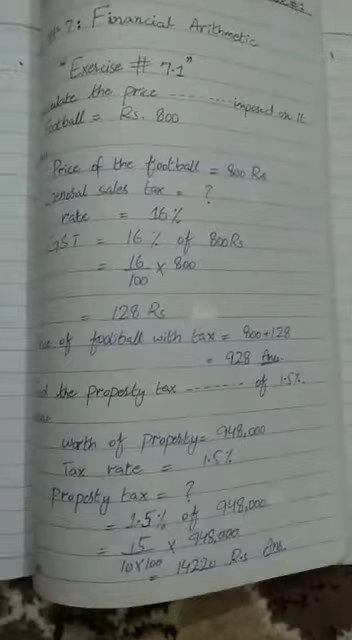 # 7: Financial Arithmetic
"Exercise # 7.1"
the price ........ imposed on it
football = Rs. 800
Price of the football = 800 Rs
General sales tax = ?
rate = 16%
GST = 16% of 800Rs
= 16/100 × 800
= 128 Rs
of football with tax = 800+128
= 928 Ans.
the property tax ........ of 1.5%.
worth of property = 948,000
Tax rate = 1.5%
Property tax = ?
= 1.5% of 948,000
= 15/10×100 × 948,000
= 14220 Rs Ans.